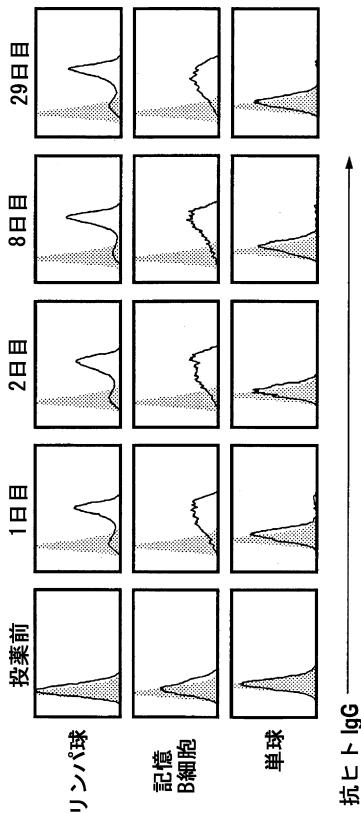 投薬前
1日目
2日目
8日目
29日目
リンパ球
記憶
B細胞
単球
抗ヒトIgG